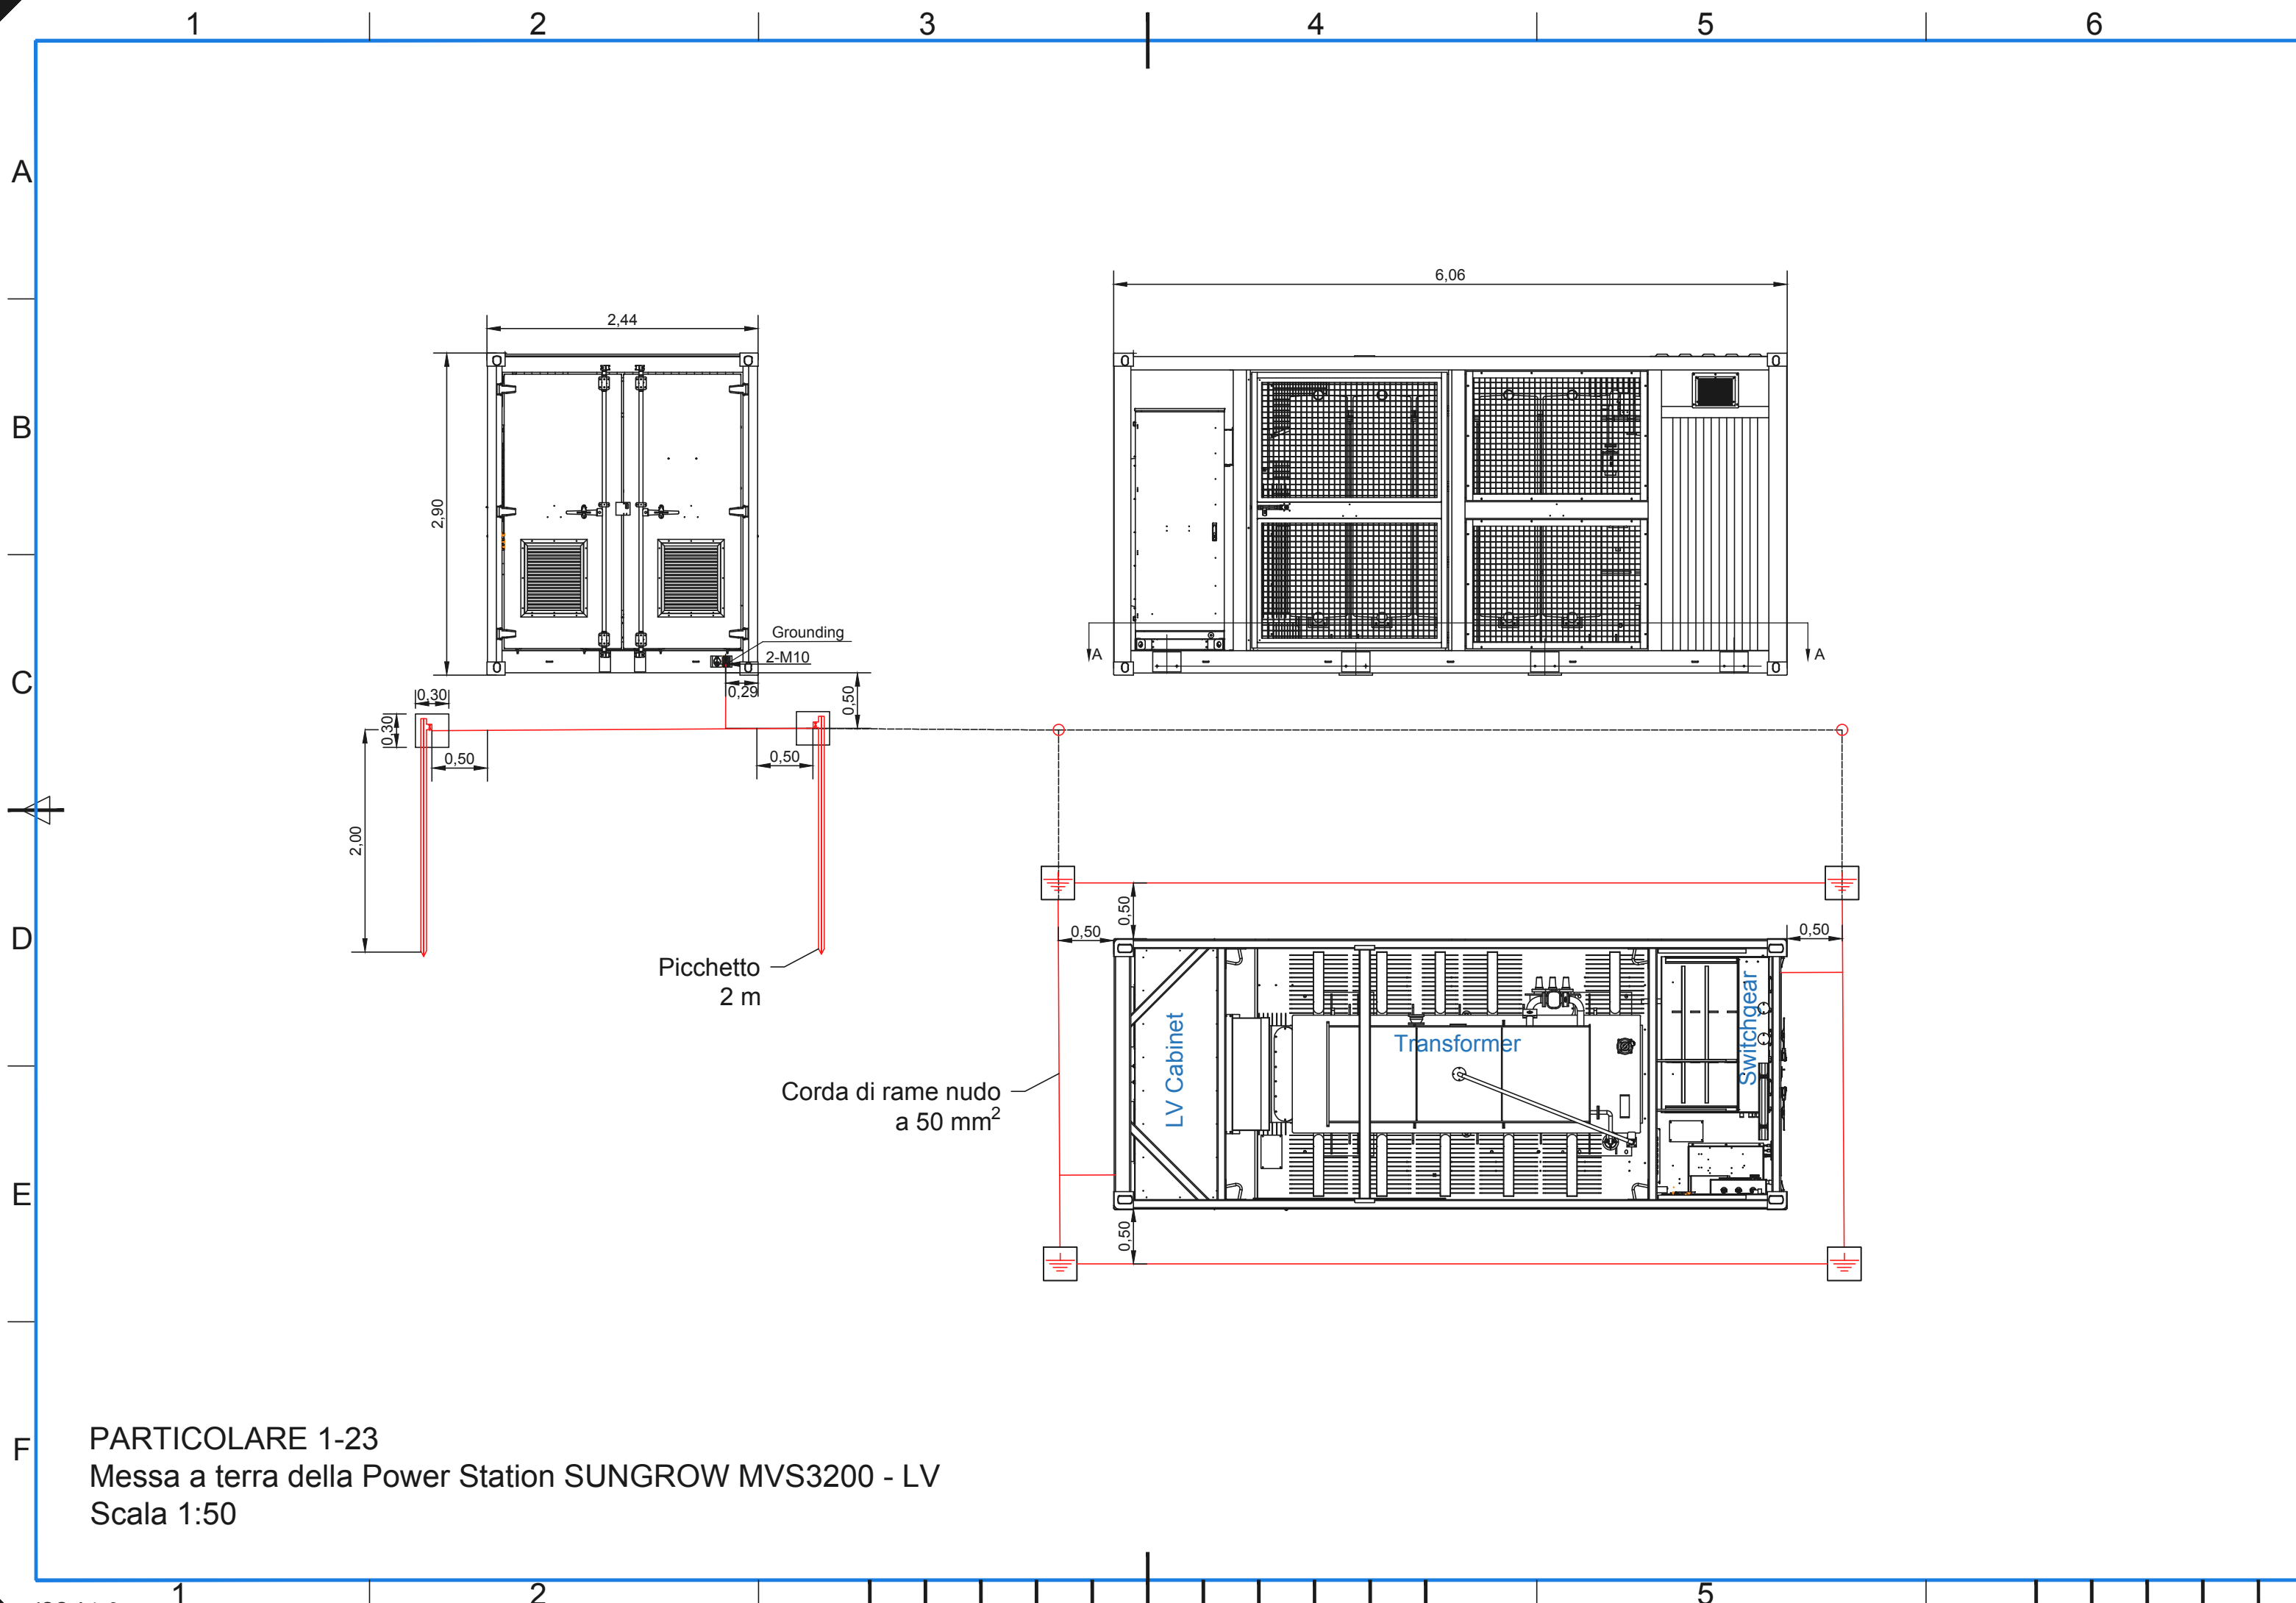 1 2 3 4 5 6
A
B
C
D
E
F
2,44
2,90
Grounding
2-M10
0,29
0,50
0,30
0,30
0,50
0,50
2,00
Picchetto
2 m
6,06
A A
0,50
0,50
0,50
LV Cabinet
Transformer
Switchgear
Corda di rame nudo
a 50 mm²
0,50
PARTICOLARE 1-23
Messa a terra della Power Station SUNGROW MVS3200 - LV
Scala 1:50
1 2 5